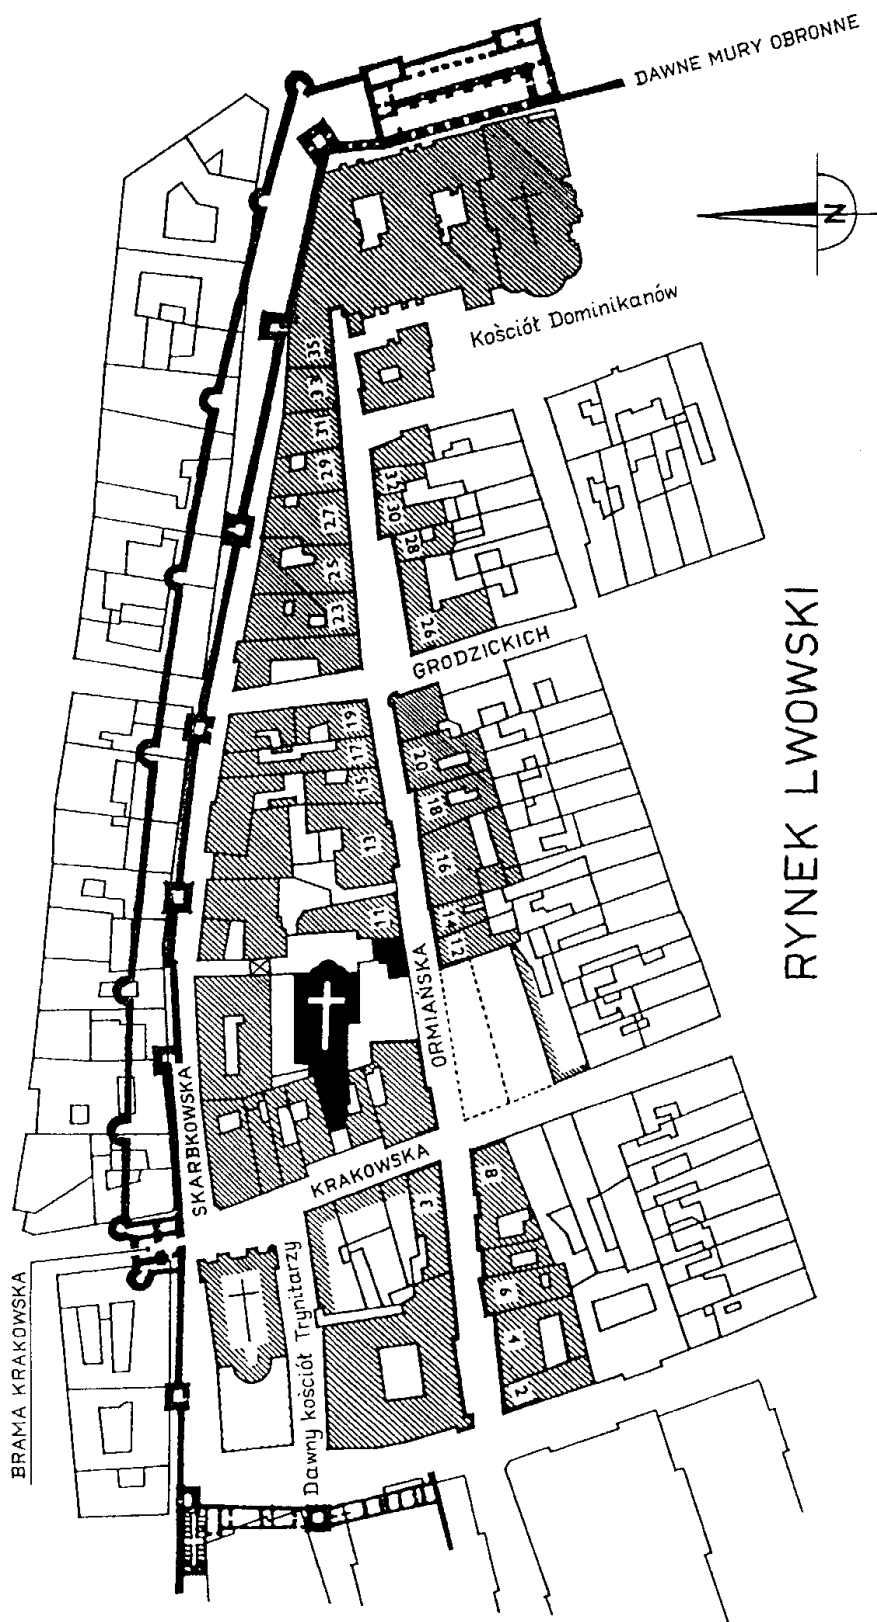 DAWNE MURY OBRONNE
N
Kościół Dominikanów
35
33
31
29
27
25
23
32
30
28
26
GRODZICKICH
19
17
15
13
11
20
18
16
14
12
RYNEK LWOWSKI
ORMIAŃSKA
SKARBKOWSKA
KRAKOWSKA
3
8
6
4
2
BRAMA KRAKOWSKA
Dawny kościół Trynitarzy